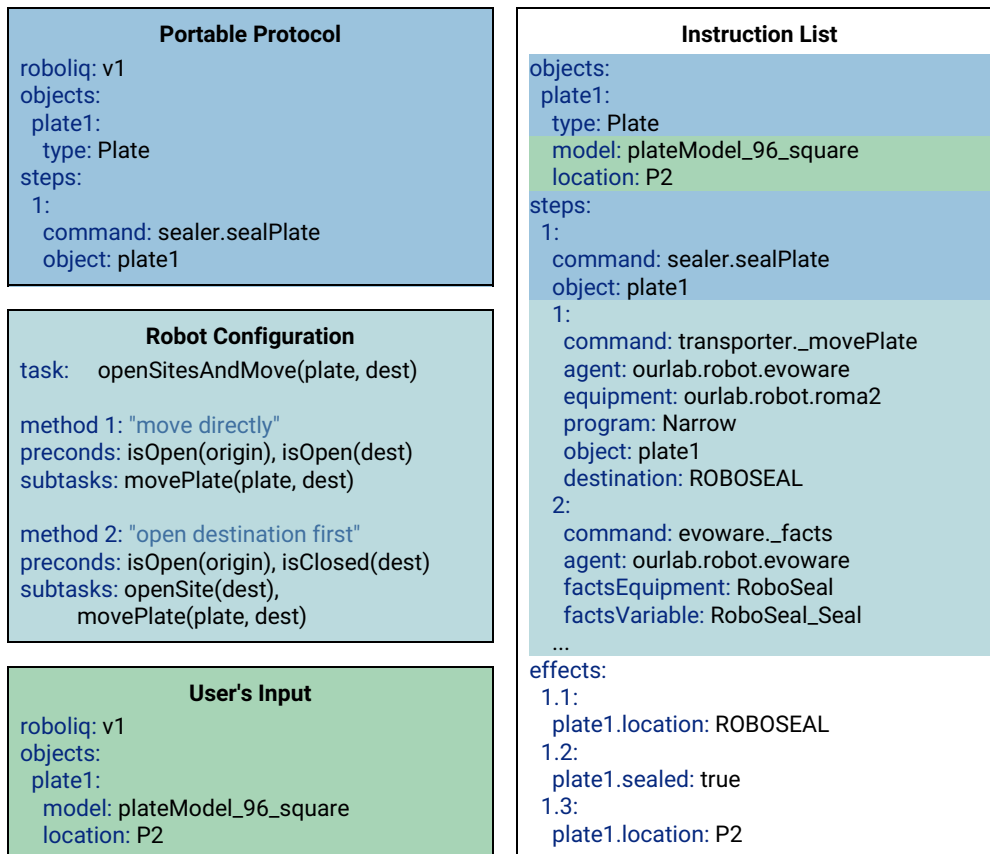 Portable Protocol
roboliq: v1
objects:
plate1:
type: Plate
steps:
1:
command: sealer.sealPlate
object: plate1
Robot Configuration
task: openSitesAndMove(plate, dest)
method 1: "move directly"
preconds: isOpen(origin), isOpen(dest)
subtasks: movePlate(plate, dest)
method 2: "open destination first"
preconds: isOpen(origin), isClosed(dest)
subtasks: openSite(dest),
movePlate(plate, dest)
User's Input
roboliq: v1
objects:
plate1:
model: plateModel_96_square
location: P2
Instruction List
objects:
plate1:
type: Plate
model: plateModel_96_square
location: P2
steps:
1:
command: sealer.sealPlate
object: plate1
1:
command: transporter._movePlate
agent: ourlab.robot.evoware
equipment: ourlab.robot.roma2
program: Narrow
object: plate1
destination: ROBOSEAL
2:
command: evoware._facts
agent: ourlab.robot.evoware
factsEquipment: RoboSeal
factsVariable: RoboSeal_Seal
...
effects:
1.1:
plate1.location: ROBOSEAL
1.2:
plate1.sealed: true
1.3:
plate1.location: P2